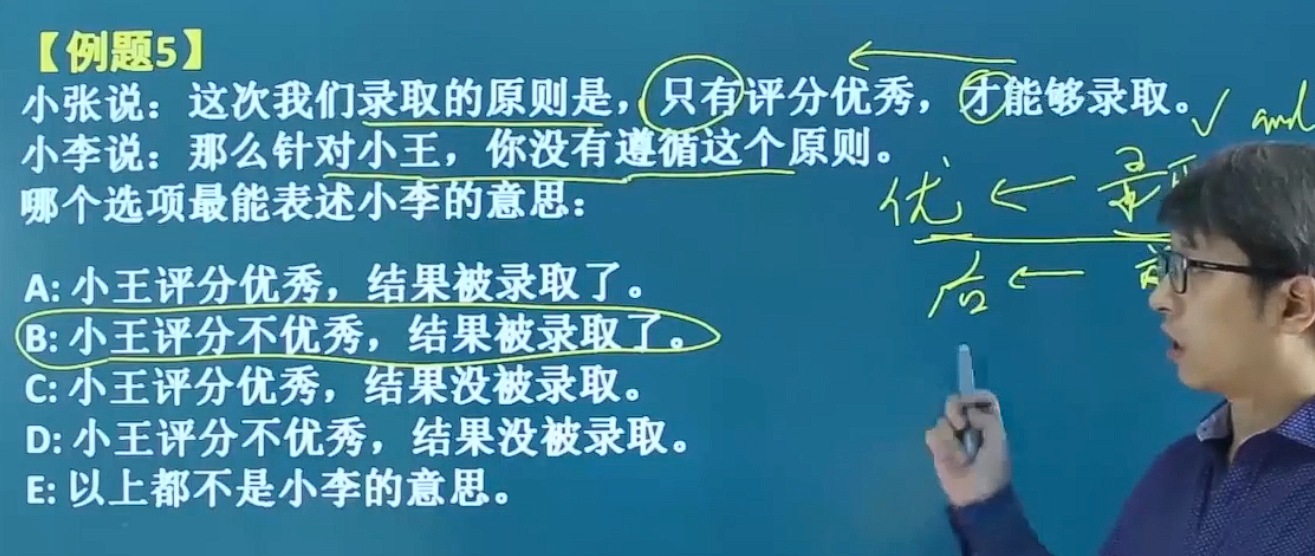 【例题5】
小张说：这次我们录取的原则是，只有评分优秀，才能够录取。
小李说：那么针对小王，你没有遵循这个原则。
哪个选项最能表述小李的意思：
A: 小王评分优秀，结果被录取了。
B: 小王评分不优秀，结果被录取了。
C: 小王评分优秀，结果没被录取。
D: 小王评分不优秀，结果没被录取。
E: 以上都不是小李的意思。
✓ and
优 ← 录
后 ←